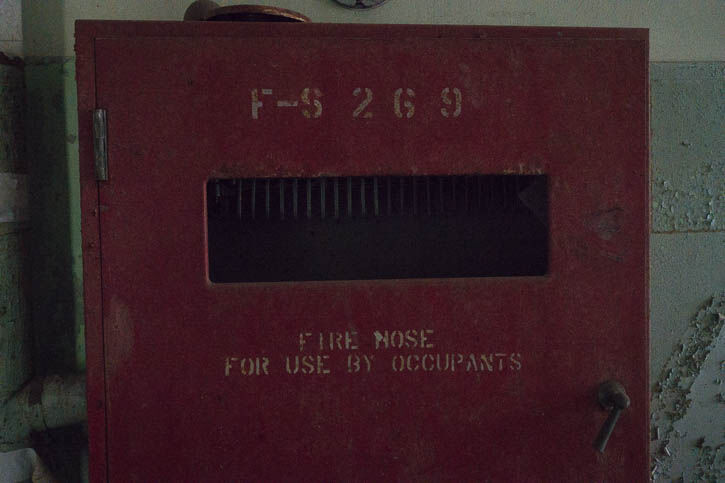 F-S 269
FIRE HOSE
FOR USE BY OCCUPANTS